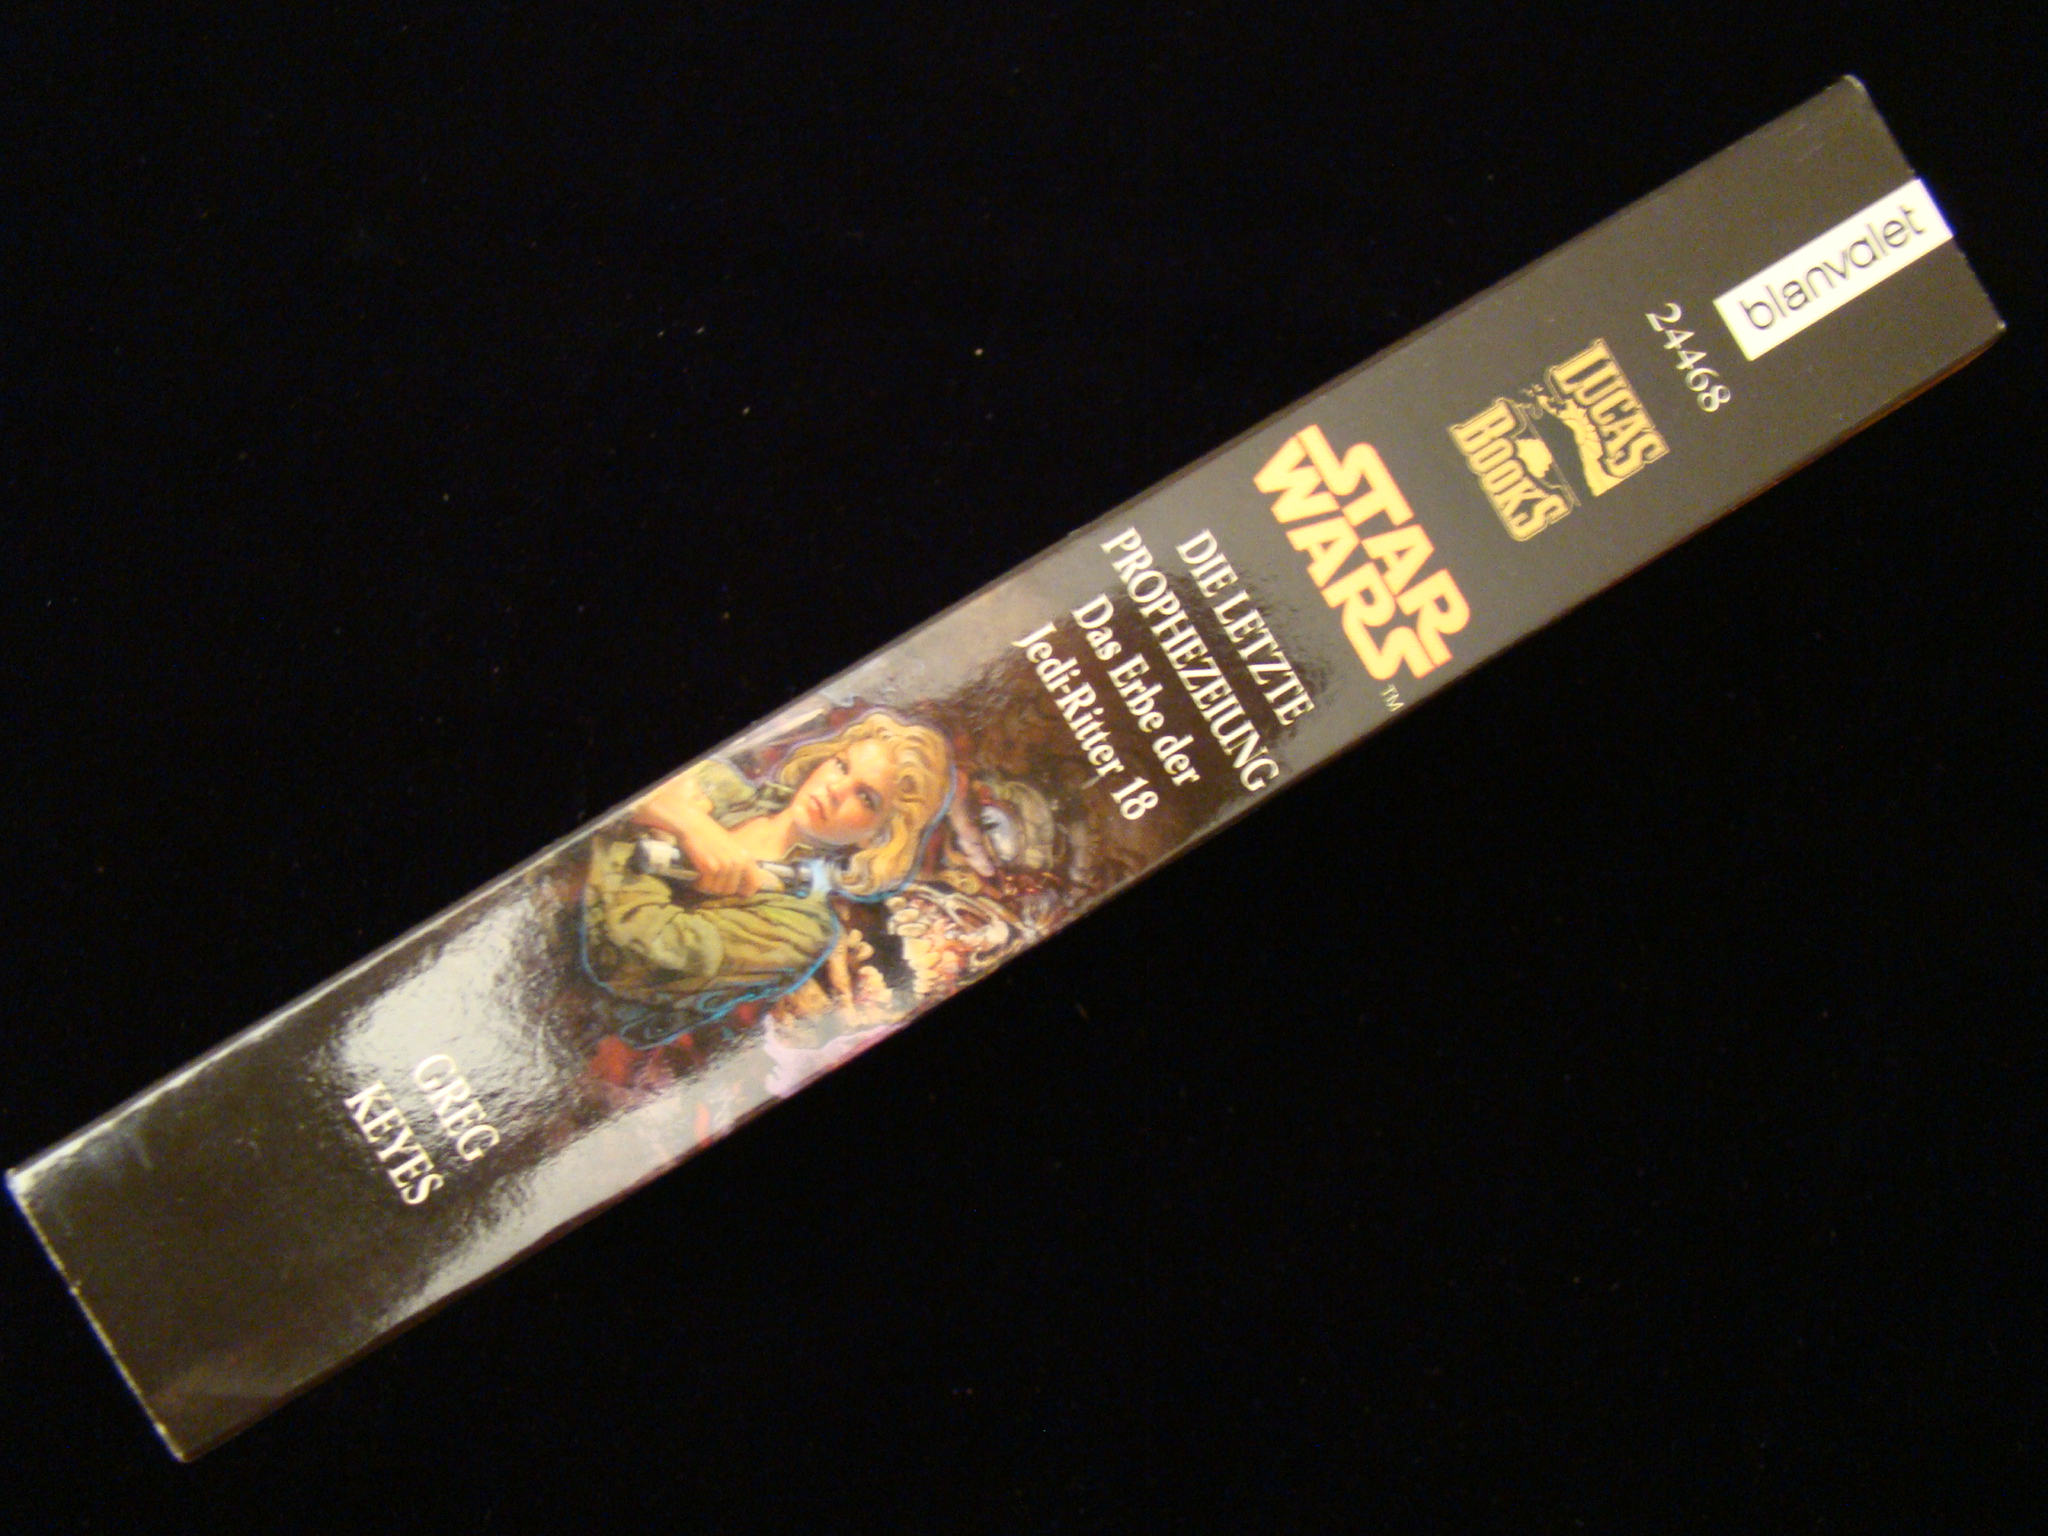 blanvalet
24468
LUCAS
BOOKS
STAR
WARS
TM
DIE LETZTE
PROPHEZEIUNG
Das Erbe der
Jedi-Ritter 18
GREG
KEYES